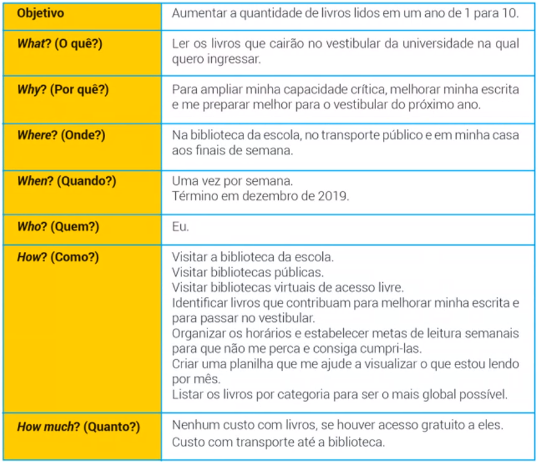 Objetivo
Aumentar a quantidade de livros lidos em um ano de 1 para 10.
What? (O quê?)
Ler os livros que cairão no vestibular da universidade na qual
quero ingressar.
Why? (Por quê?)
Para ampliar minha capacidade crítica, melhorar minha escrita
e me preparar melhor para o vestibular do próximo ano.
Where? (Onde?)
Na biblioteca da escola, no transporte público e em minha casa
aos finais de semana.
When? (Quando?)
Uma vez por semana.
Término em dezembro de 2019.
Who? (Quem?)
Eu.
How? (Como?)
Visitar a biblioteca da escola.
Visitar bibliotecas públicas.
Visitar bibliotecas virtuais de acesso livre.
Identificar livros que contribuam para melhorar minha escrita e
para passar no vestibular.
Organizar os horários e estabelecer metas de leitura semanais
para que não me perca e consiga cumpri-las.
Criar uma planilha que me ajude a visualizar o que estou lendo
por mês.
Listar os livros por categoria para ser o mais global possível.
How much? (Quanto?)
Nenhum custo com livros, se houver acesso gratuito a eles.
Custo com transporte até a biblioteca.